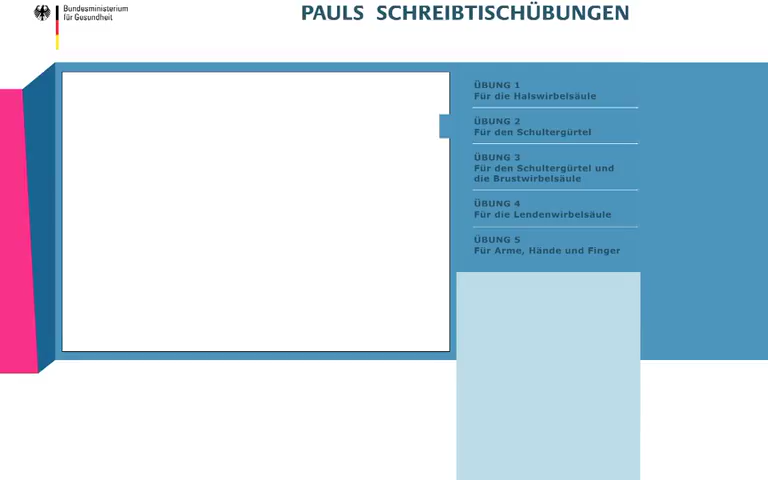 Bundesministerium
für Gesundheit
PAULS SCHREIBTISCHÜBUNGEN
ÜBUNG 1
Für die Halswirbelsäule
ÜBUNG 2
Für den Schultergürtel
ÜBUNG 3
Für den Schultergürtel und
die Brustwirbelsäule
ÜBUNG 4
Für die Lendenwirbelsäule
ÜBUNG 5
Für Arme, Hände und Finger